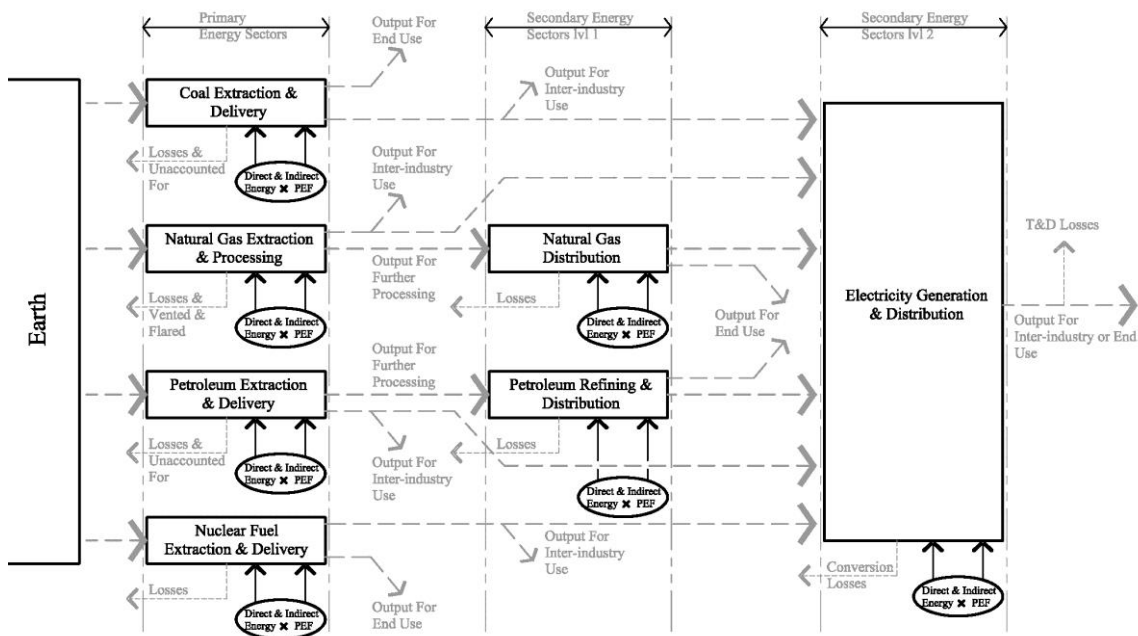 Primary
Energy Sectors
Output For
End Use
Secondary Energy
Sectors lvl 1
Secondary Energy
Sectors lvl 2
Coal Extraction &
Delivery
Output For
Inter-industry
Use
Losses &
Unaccounted
For
Direct & Indirect
Energy ✖ PEF
Output For
Inter-industry
Use
Natural Gas Extraction
& Processing
Natural Gas
Distribution
Output For
Further
Processing
Losses &
Vented &
Flared
Direct & Indirect
Energy ✖ PEF
Losses
Direct & Indirect
Energy ✖ PEF
Output For
End Use
Earth
Electricity Generation
& Distribution
T&D Losses
Output For
Inter-industry or End
Use
Output For
Further
Processing
Petroleum Extraction
& Delivery
Petroleum Refining &
Distribution
Losses &
Unaccounted
For
Direct & Indirect
Energy ✖ PEF
Losses
Output For
Inter-industry
Use
Direct & Indirect
Energy ✖ PEF
Nuclear Fuel
Extraction & Delivery
Output For
Inter-industry
Use
Losses
Direct & Indirect
Energy ✖ PEF
Output For
End Use
Conversion
Losses
Direct & Indirect
Energy ✖ PEF